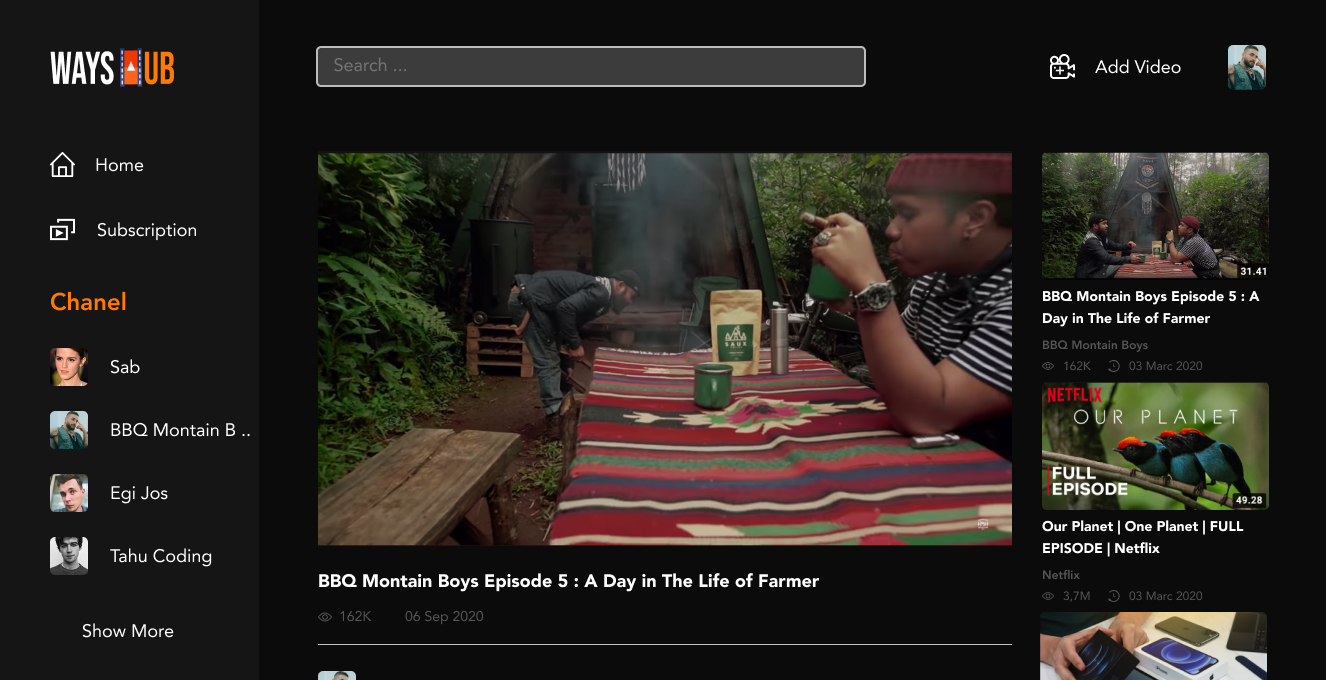 WAYS UB
Search ...
Add Video
Home
Subscription
Chanel
Sab
BBQ Montain B ..
Egi Jos
Tahu Coding
Show More
SAUK
BBQ Montain Boys Episode 5 : A Day in The Life of Farmer
162K 06 Sep 2020
31.41
BBQ Montain Boys Episode 5 : A
Day in The Life of Farmer
BBQ Montain Boys
162K 03 Marc 2020
NETFLIX
OUR PLANET
FULL
EPISODE
49.28
Our Planet | One Planet | FULL
EPISODE | Netflix
Netflix
3,7M 03 Marc 2020